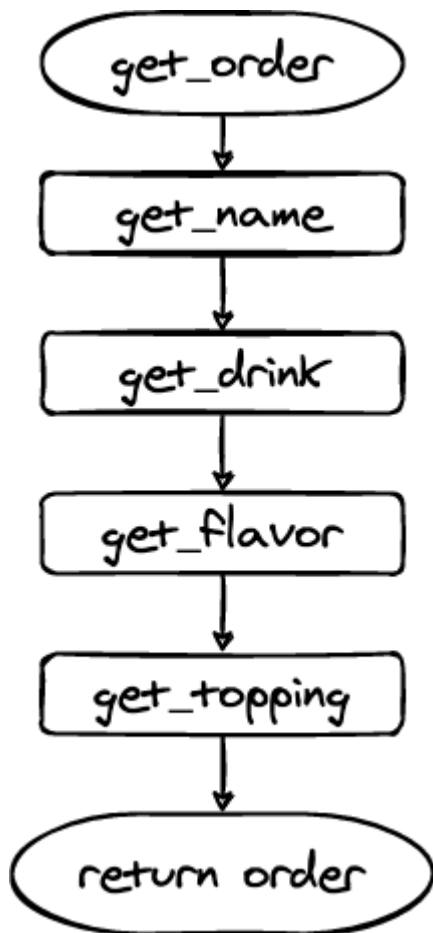 get_order
get_name
get_drink
get_flavor
get_topping
return order